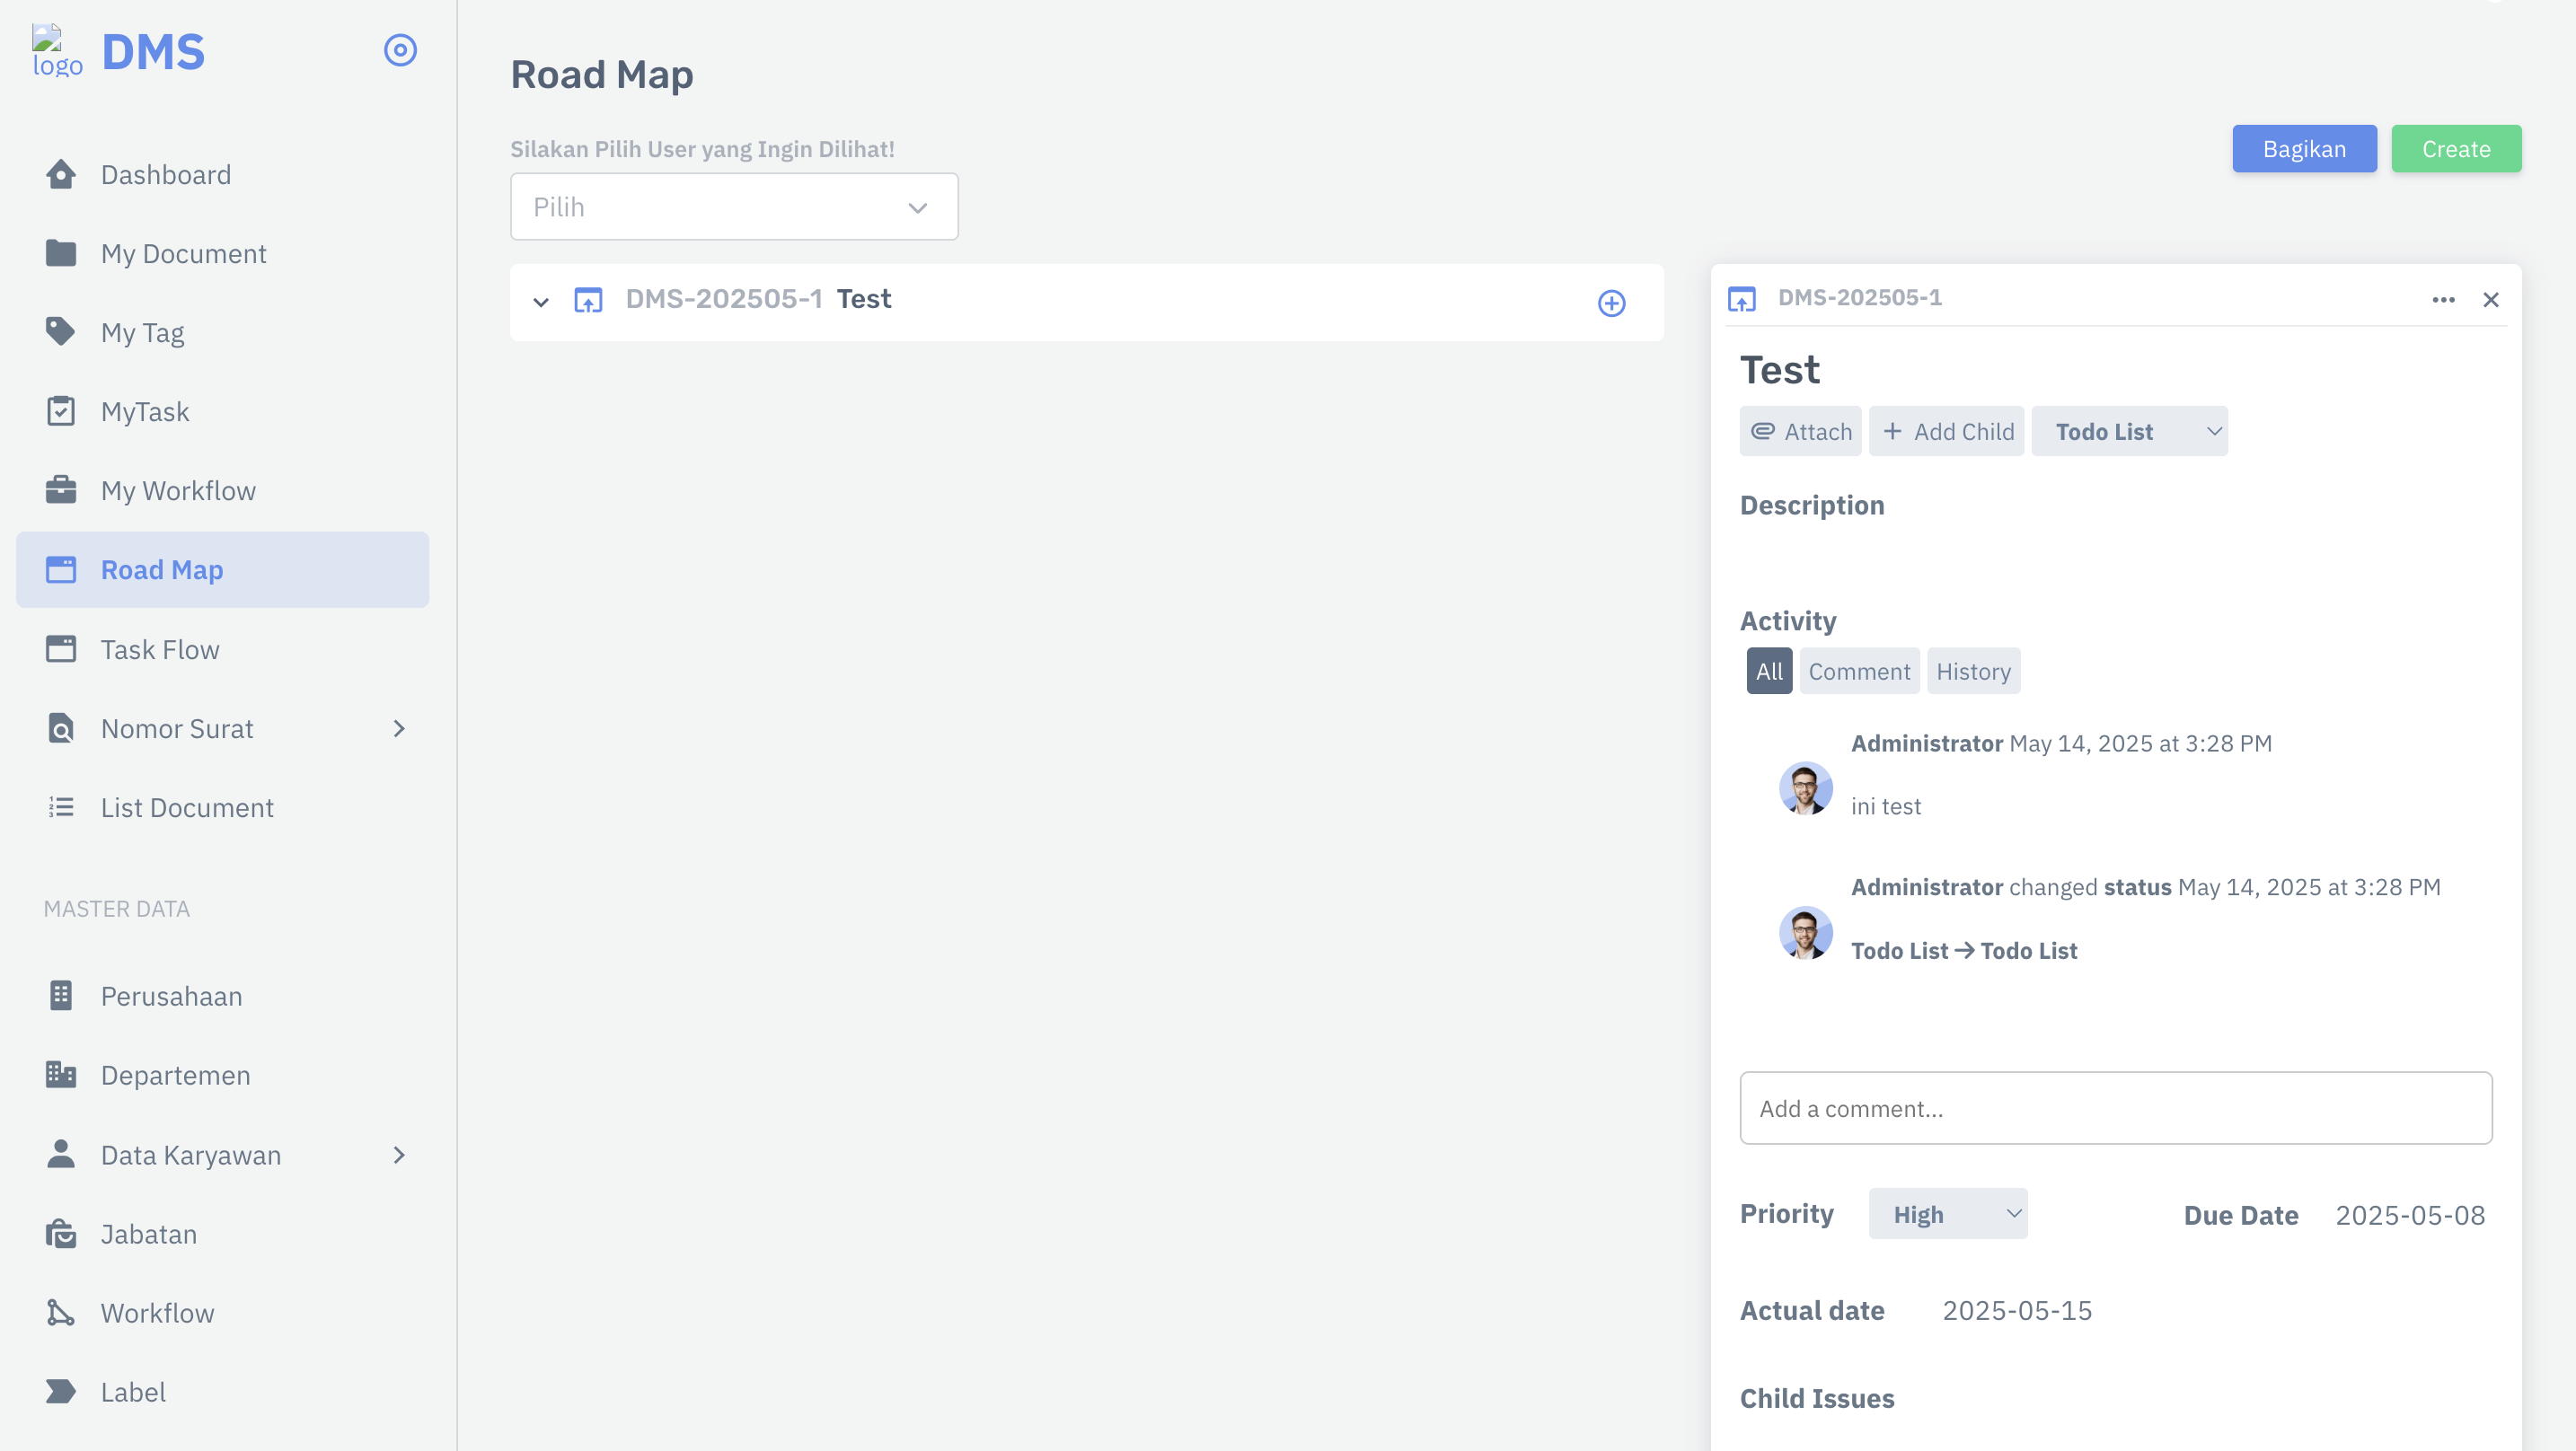 logo
DMS
Dashboard
My Document
My Tag
MyTask
My Workflow
Road Map
Task Flow
Nomor Surat
List Document
MASTER DATA
Perusahaan
Departemen
Data Karyawan
Jabatan
Workflow
Label
Road Map
Silakan Pilih User yang Ingin Dilihat!
Pilih
Bagikan
Create
DMS-202505-1 Test
DMS-202505-1
Test
Attach
Add Child
Todo List
Description
Activity
All
Comment
History
Administrator May 14, 2025 at 3:28 PM
ini test
Administrator changed status May 14, 2025 at 3:28 PM
Todo List → Todo List
Add a comment...
Priority
High
Due Date 2025-05-08
Actual date 2025-05-15
Child Issues